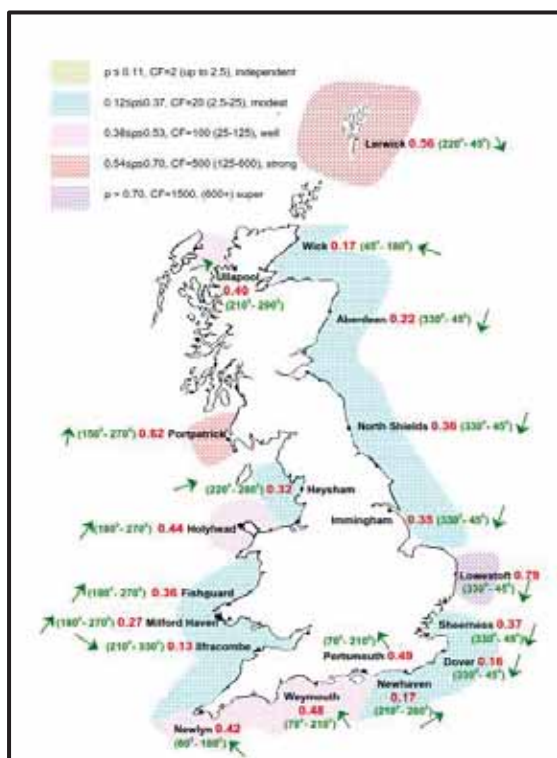 p ≤ 0.11, CF=2 (up to 2.5), independent
0.12≤p≤0.37, CF=20 (2.5-25), modest
0.38≤p≤0.53, CF=100 (25-125), well
0.54≤p≤0.70, CF=500 (125-600), strong
p > 0.70, CF=1500, (600+) super
Lerwick 0.56 (220°- 45°)
Wick 0.17 (65°- 180°)
Ullapool
0.40
(210°- 290°)
Aberdeen 0.22 (330°- 45°)
North Shields 0.36 (330°- 45°)
(150°- 270°) 0.62 Portpatrick
(220°- 280°) 0.32 Heysham
Immingham
0.35 (330°- 45°)
(180°- 270°) 0.44 Holyhead
Lowestoft 0.79
(330°- 45°)
(180°- 270°) 0.36 Fishguard
Sheerness 0.37
(330°- 45°)
(180°- 270°) 0.27 Milford Haven
(210°- 330°) 0.13 Ilfracombe
(70°- 210°)
Portsmouth 0.49
Dover 0.16
(330°- 45°)
Newhaven
0.17
(210°- 260°)
Weymouth
0.48
(70°- 210°)
Newlyn 0.42
(60°- 180°)